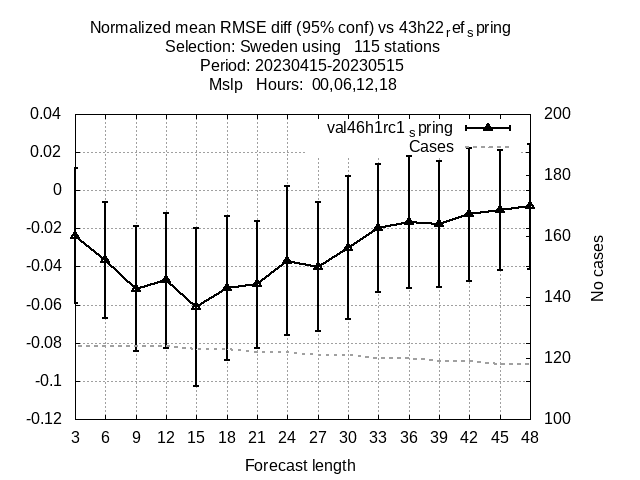 Normalized mean RMSE diff (95% conf) vs 43h22refspring
Selection: Sweden using 115 stations
Period: 20230415-20230515
Mslp Hours: 00,06,12,18
0.04
0.02
0
-0.02
-0.04
-0.06
-0.08
-0.1
-0.12
val46h1rc1spring
Cases
200
180
160
140
120
100
No cases
3 6 9 12 15 18 21 24 27 30 33 36 39 42 45 48
Forecast length